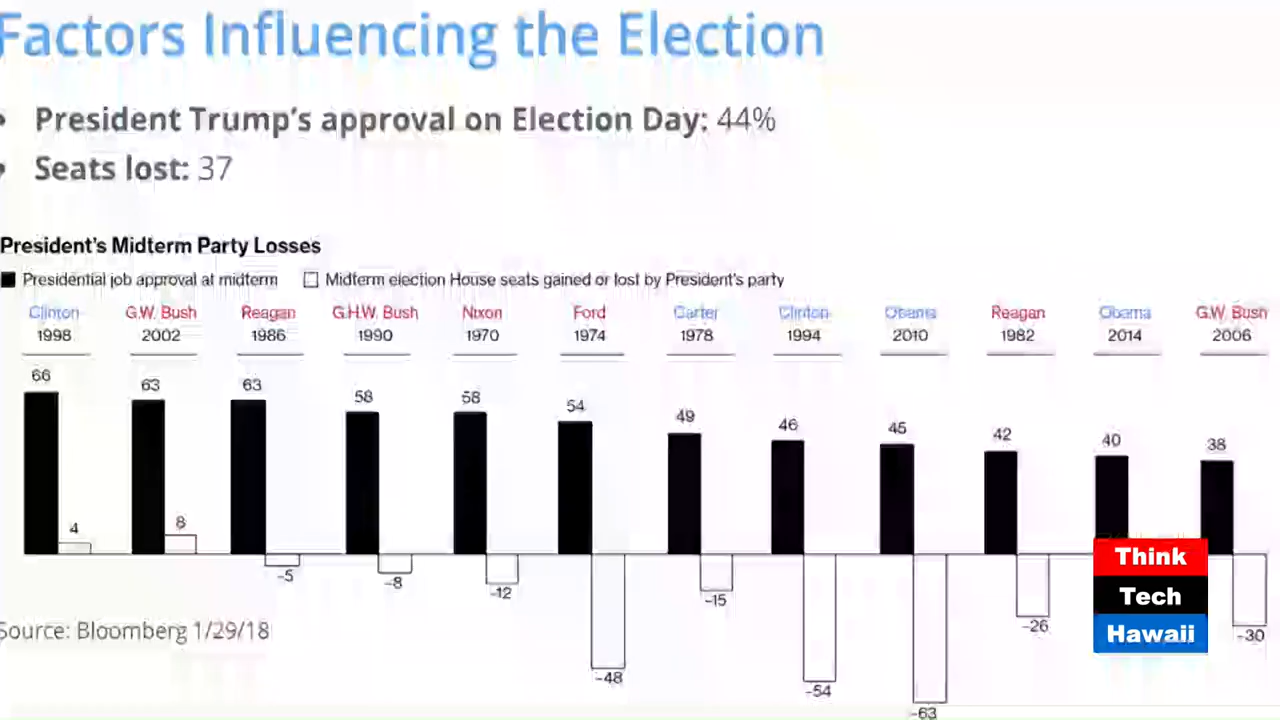 Factors Influencing the Election
President Trump's approval on Election Day: 44%
Seats lost: 37
President's Midterm Party Losses
Presidential job approval at midterm Midterm election House seats gained or lost by President's party
Clinton G.W. Bush Reagan G.H.W. Bush Nixon Ford Carter Clinton Obama Reagan Obama G.W. Bush
1998 2002 1986 1990 1970 1974 1978 1994 2010 1982 2014 2006
66 63 63 58 58 54 49 46 45 42 40 38
4 8 -5 -8 -12 -48 -15 -54 -63 -26 -30
Source: Bloomberg 1/29/18
Think
Tech
Hawaii